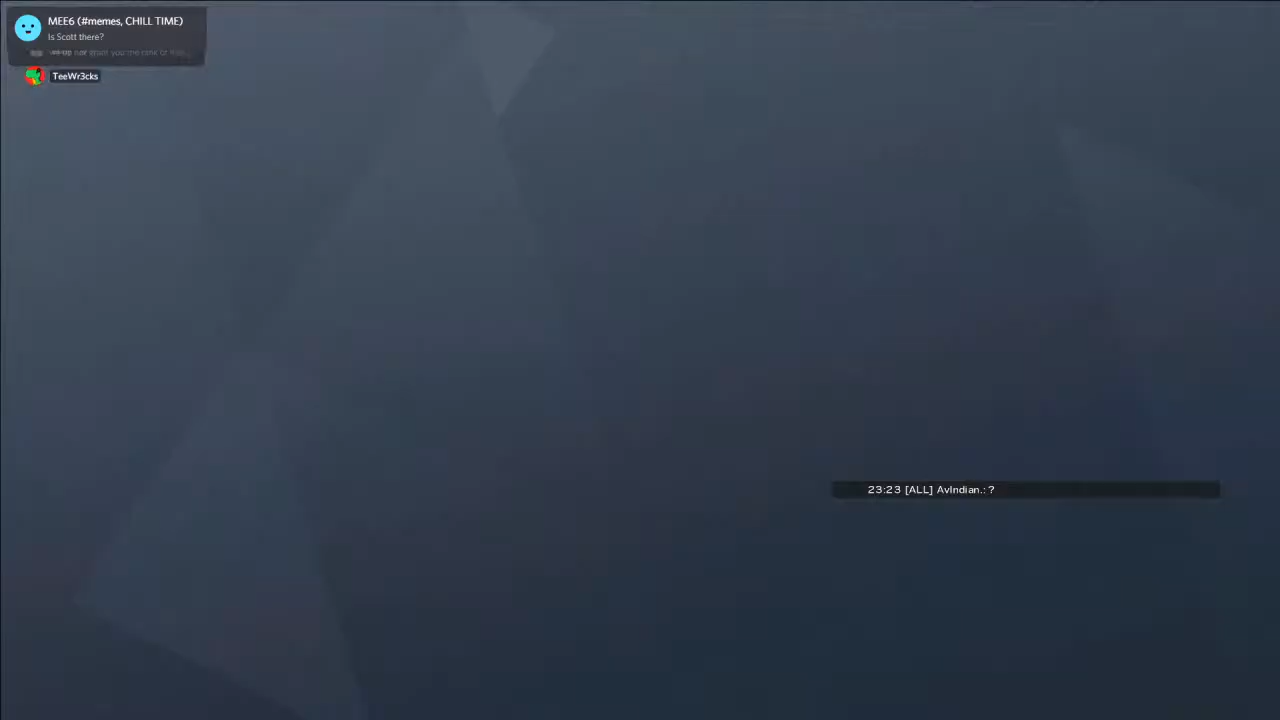 MEE6 (#memes, CHILL TIME)
Is Scott there?
TeeWr3cks
23:23 [ALL] AvIndian.: ?